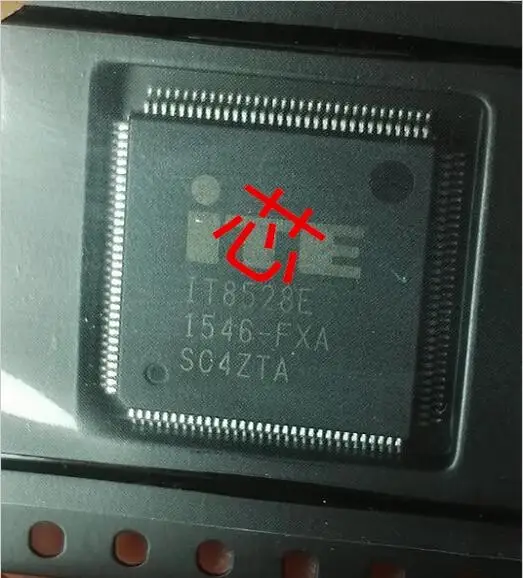 iTE
芯
IT8528E
1546-FXA
SC4ZTA